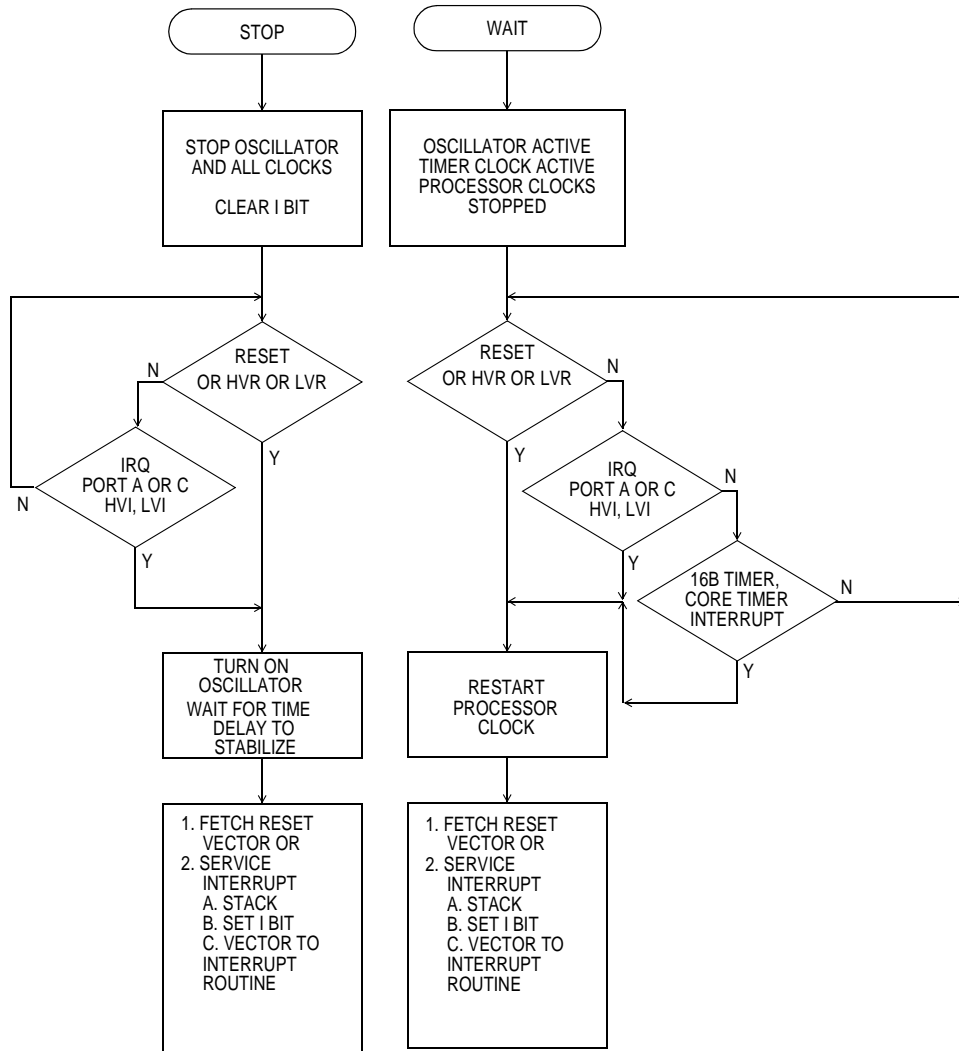 STOP
STOP OSCILLATOR
AND ALL CLOCKS
CLEAR I BIT
RESET
OR HVR OR LVR
N
Y
IRQ
PORT A OR C
HVI, LVI
N
Y
TURN ON
OSCILLATOR
WAIT FOR TIME
DELAY TO
STABILIZE
1. FETCH RESET
VECTOR OR
2. SERVICE
INTERRUPT
A. STACK
B. SET I BIT
C. VECTOR TO
INTERRUPT
ROUTINE
WAIT
OSCILLATOR ACTIVE
TIMER CLOCK ACTIVE
PROCESSOR CLOCKS
STOPPED
RESET
OR HVR OR LVR
N
Y
IRQ
PORT A OR C
HVI, LVI
N
Y
16B TIMER,
CORE TIMER
INTERRUPT
N
Y
RESTART
PROCESSOR
CLOCK
1. FETCH RESET
VECTOR OR
2. SERVICE
INTERRUPT
A. STACK
B. SET I BIT
C. VECTOR TO
INTERRUPT
ROUTINE